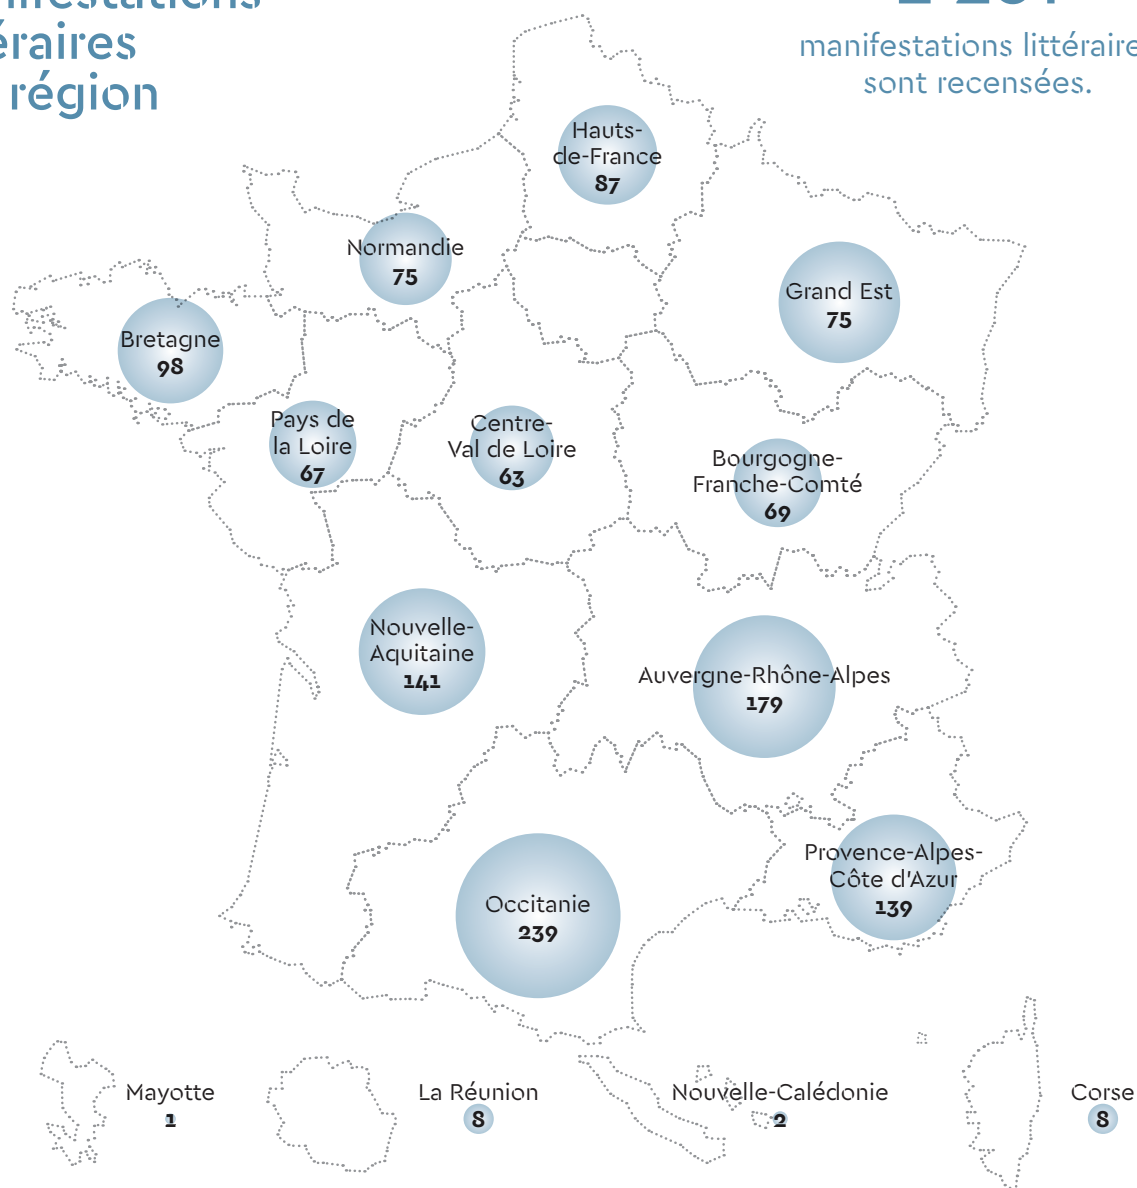 région
manifestations
sont recensées.
Hauts-
de-France
87
Normandie
75
Grand Est
75
Bretagne
98
Pays de
la Loire
67
Centre-
Val de Loire
63
Bourgogne-
Franche-Comté
69
Nouvelle-
Aquitaine
141
Auvergne-Rhône-Alpes
179
Provence-Alpes-
Côte d'Azur
139
Occitanie
239
Mayotte
1
La Réunion
8
Nouvelle-Calédonie
2
Corse
8